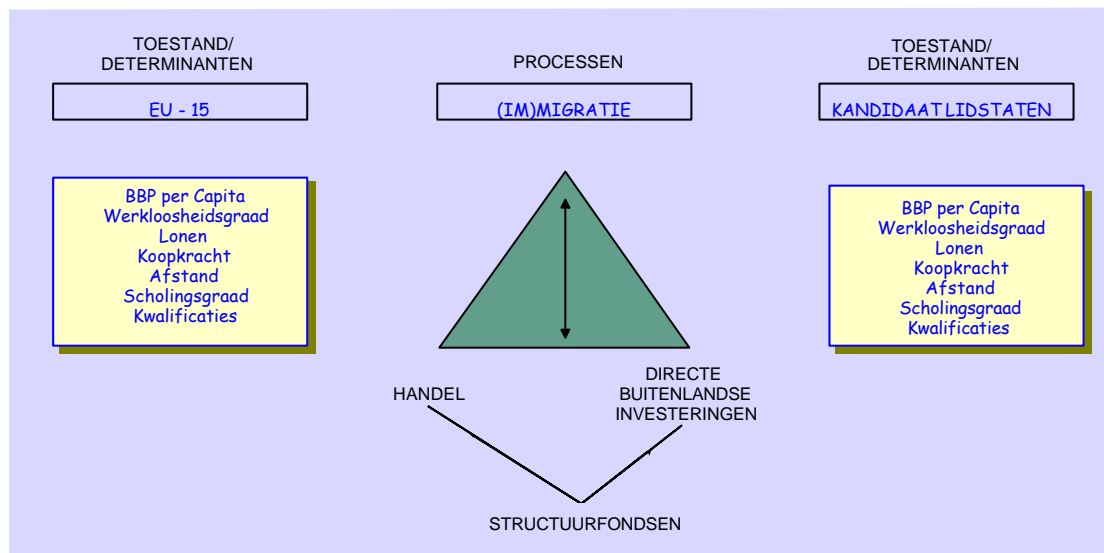 TOESTAND/
DETERMINANTEN
EU - 15
BBP per Capita
Werkloosheidsgraad
Lonen
Koopkracht
Afstand
Scholingsgraad
Kwalificaties
PROCESSEN
(IM)MIGRATIE
HANDEL
DIRECTE
BUITENLANDSE
INVESTERINGEN
STRUCTUURFONDSEN
TOESTAND/
DETERMINANTEN
KANDIDAAT LIDSTATEN
BBP per Capita
Werkloosheidsgraad
Lonen
Koopkracht
Afstand
Scholingsgraad
Kwalificaties